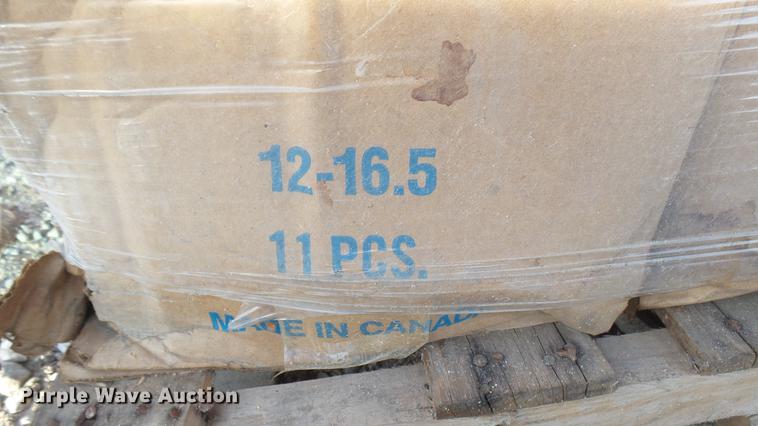 12-16.5
11 PCS.
MADE IN CANADA
Purple Wave Auction